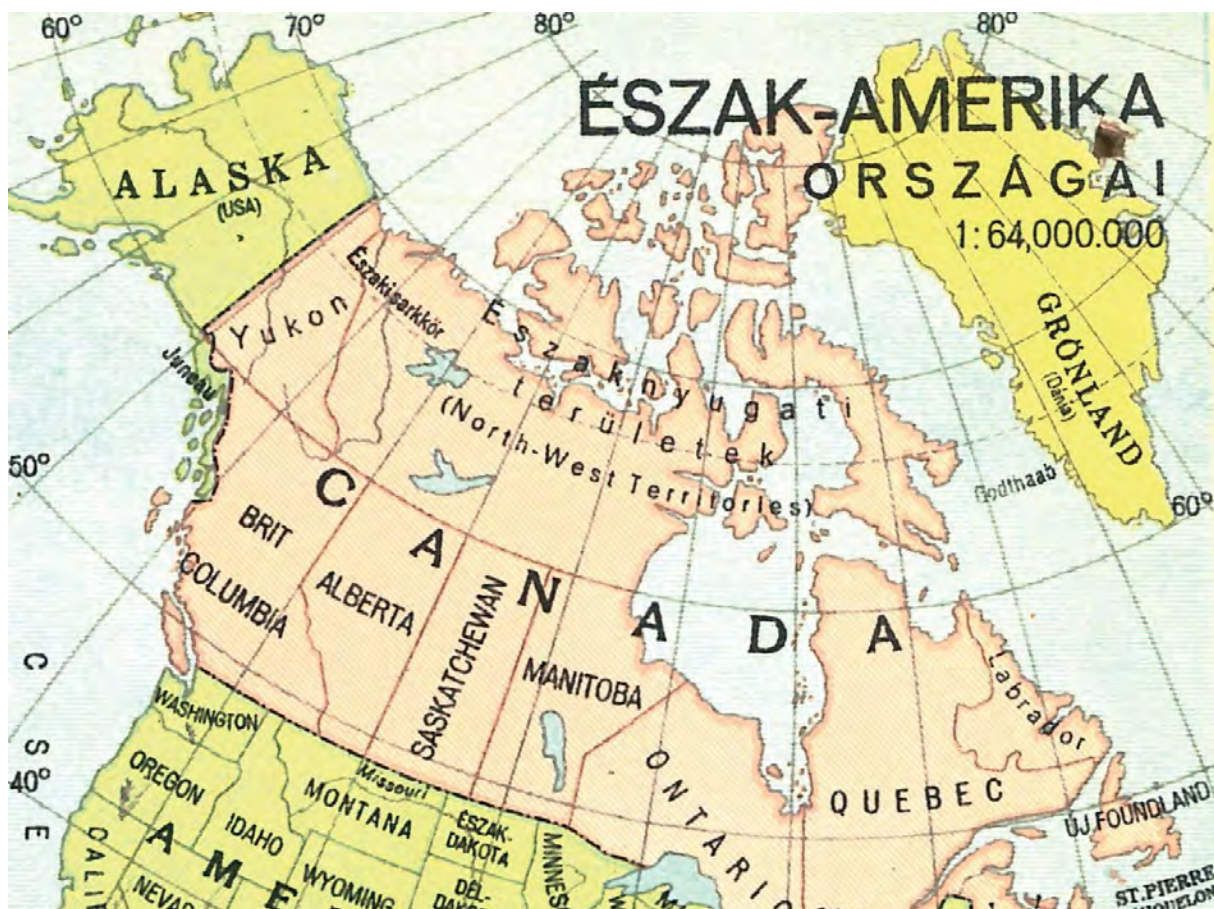 60°
70°
80°
80°
ÉSZAK-AMERIKA
ORSZÁGAI
1:64,000.000
ALASKA
(USA)
Yukon
Északi sarkkör
Északnyugati
területek
(North-West Territories)
GRÖNLAND
(Dánia)
Juneau
Godthaab
50°
60°
CANADA
BRIT
COLUMBIA
ALBERTA
SASKATCHEWAN
MANITOBA
Labrador
ONTARIO
QUEBEC
ÚJ.FOUNDLAND
WASHINGTON
Missouri
OREGON
MONTANA
IDAHO
ÉSZAK-
DAKOTA
C S E
40°
AME
WYOMING
DÉL-
ST.PIERRE